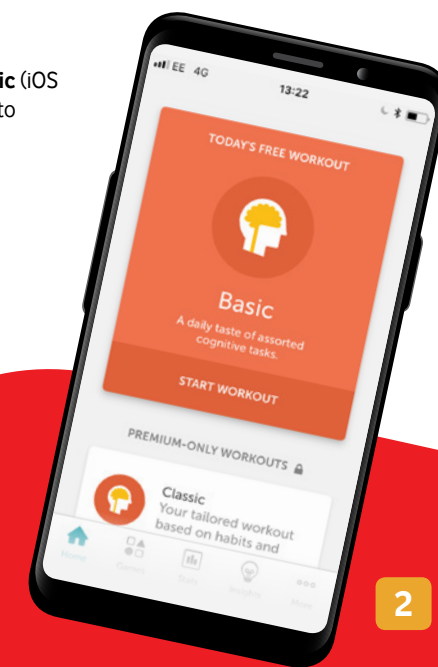 ic (iOS
to
EE 4G
13:22
TODAY'S FREE WORKOUT
Basic
A daily taste of assorted
cognitive tasks.
START WORKOUT
PREMIUM-ONLY WORKOUTS
Classic
Your tailored workout
based on habits and
Home
Games
Insights
More
2